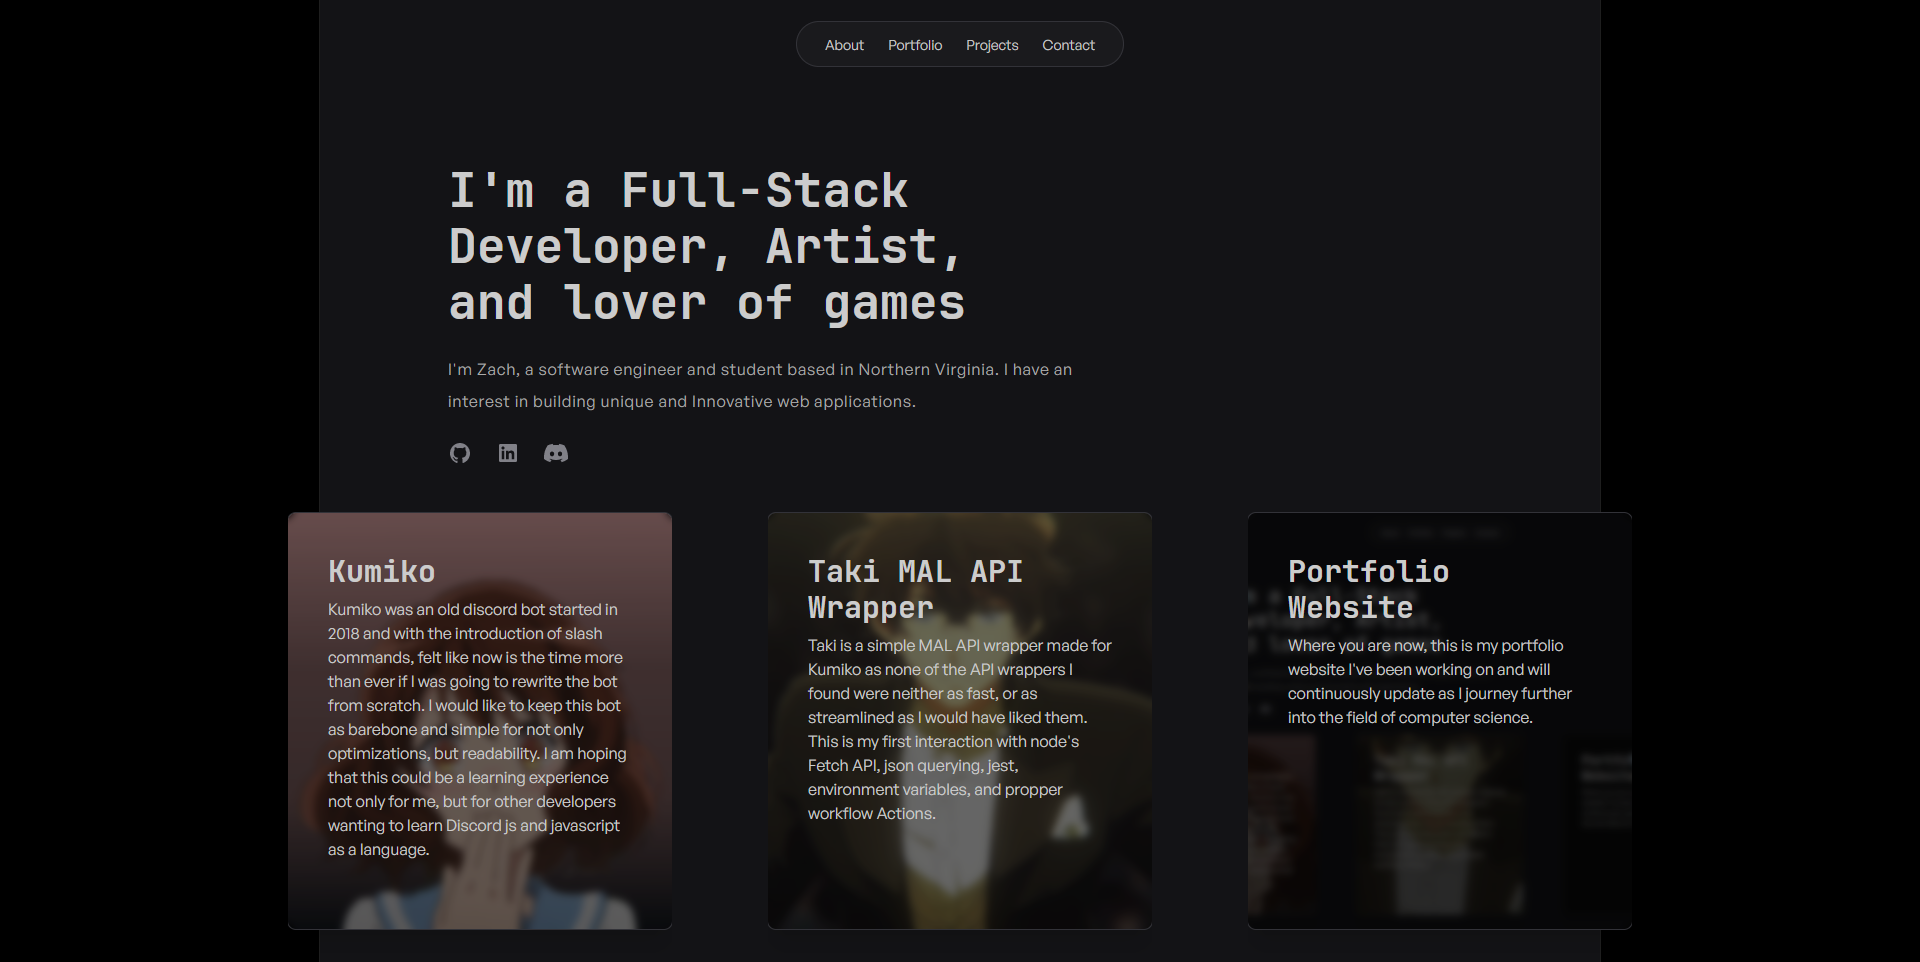 About Portfolio Projects Contact
I'm a Full-Stack
Developer, Artist,
and lover of games
I'm Zach, a software engineer and student based in Northern Virginia. I have an
interest in building unique and Innovative web applications.
Kumiko
Kumiko was an old discord bot started in
2018 and with the introduction of slash
commands, felt like now is the time more
than ever if I was going to rewrite the bot
from scratch. I would like to keep this bot
as barebone and simple for not only
optimizations, but readability. I am hoping
that this could be a learning experience
not only for me, but for other developers
wanting to learn Discord js and javascript
as a language.
Taki MAL API
Wrapper
Taki is a simple MAL API wrapper made for
Kumiko as none of the API wrappers I
found were neither as fast, or as
streamlined as I would have liked them.
This is my first interaction with node's
Fetch API, json querying, jest,
environment variables, and propper
workflow Actions.
Portfolio
Website
Where you are now, this is my portfolio
website I've been working on and will
continuously update as I journey further
into the field of computer science.